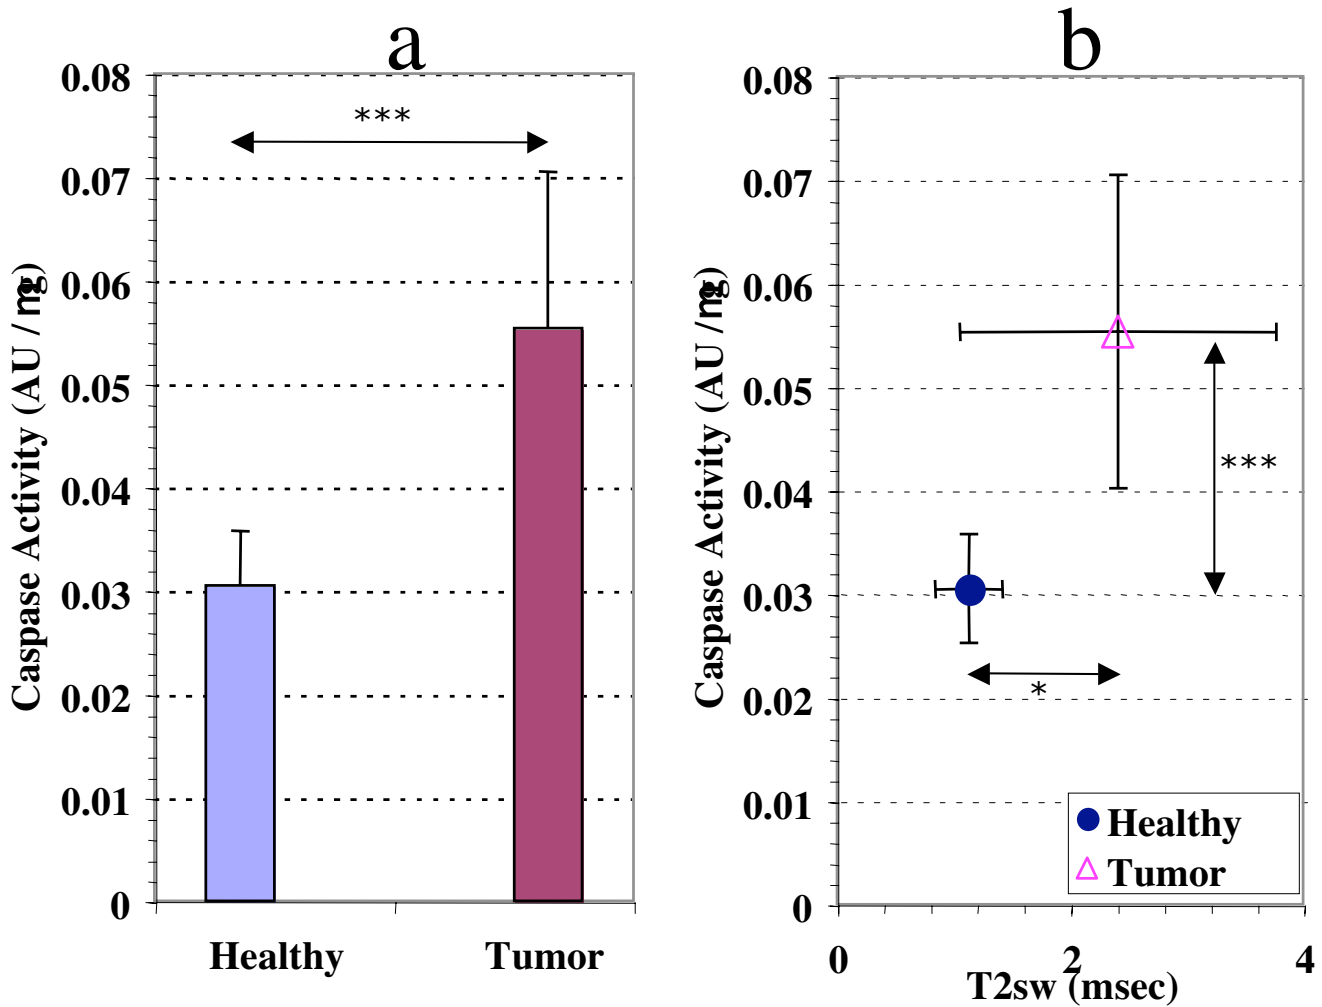 a
0.08
0.07
0.06
0.05
0.04
0.03
0.02
0.01
0
Caspase Activity (AU /mg)
***
Healthy
Tumor
b
0.08
0.07
0.06
0.05
0.04
0.03
0.02
0.01
0
Caspase Activity (AU /mg)
***
*
Healthy
Tumor
0 2 4
T2sw (msec)